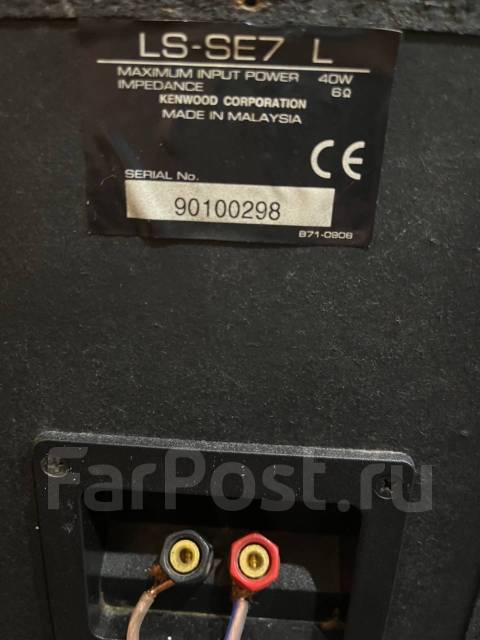 LS-SE7 L
MAXIMUM INPUT POWER 40W
IMPEDANCE 6Ω
KENWOOD CORPORATION
MADE IN MALAYSIA
CE
SERIAL No.
90100298
B71-0906
FarPost.ru